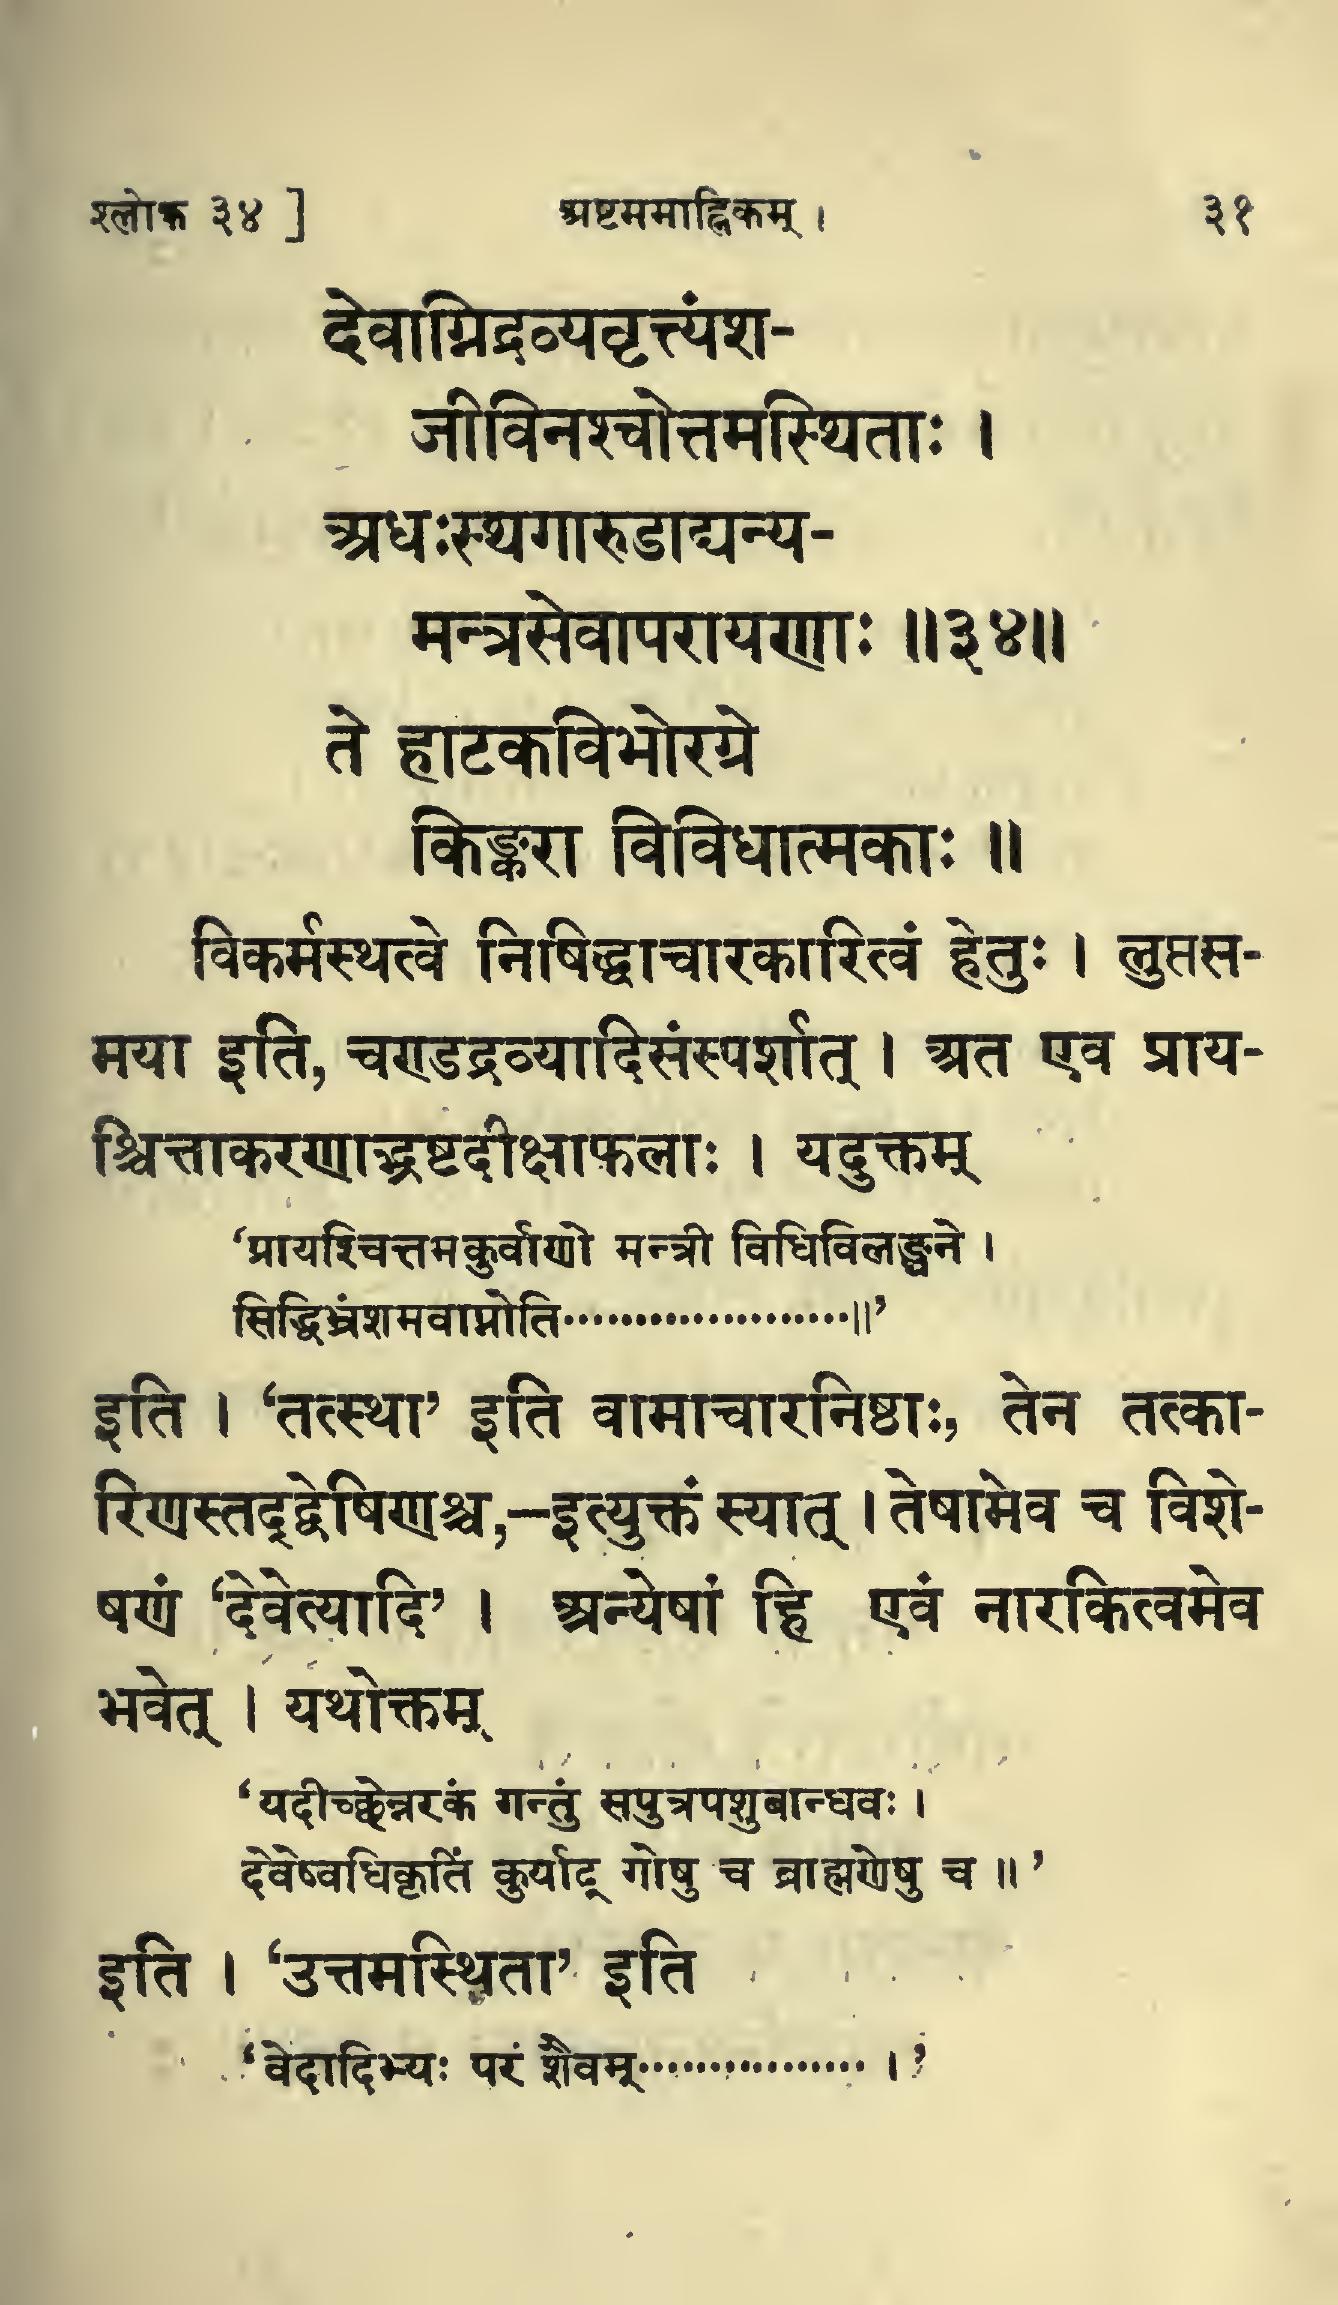 श्लोक ३४ ] अष्टममाह्निकम् । ३१
देवाग्निद्रव्यवृत्त्यंश-
जीविनश्चोत्तमस्थिताः ।
अधःस्थगारुडाद्यन्य-
मन्त्रसेवापरायणाः ॥३४॥
ते हाटकविभोरग्रे
किङ्करा विविधात्मकाः ॥
विकर्मस्थत्वे निषिद्धाचारकारित्वं हेतुः । लुप्तस-
मया इति, चण्डद्रव्यादिसंस्पर्शात् । अत एव प्राय-
श्चित्ताकरणाद्भ्रष्टदीक्षाफलाः । यदुक्तम्
‘प्रायश्चित्तमकुर्वाणो मन्त्री विधिविलङ्घने ।
सिद्धिभ्रंशमवाप्नोति····················॥’
इति । ‘तत्स्था’ इति वामाचारनिष्ठाः, तेन तत्का-
रिणस्तद्द्वेषिणश्च,—इत्युक्तं स्यात् । तेषामेव च विशे-
षणं ‘देवेत्यादि’ । अन्येषां हि एवं नारकित्वमेव
भवेत् । यथोक्तम्
‘यदीच्छेन्नरकं गन्तुं सपुत्रपशुबान्धवः ।
देवेष्वधिकृतिं कुर्याद् गोषु च ब्राह्मणेषु च ॥’
इति । ‘उत्तमस्थिता’ इति
‘वेदादिभ्यः परं शैवम्················ ।’